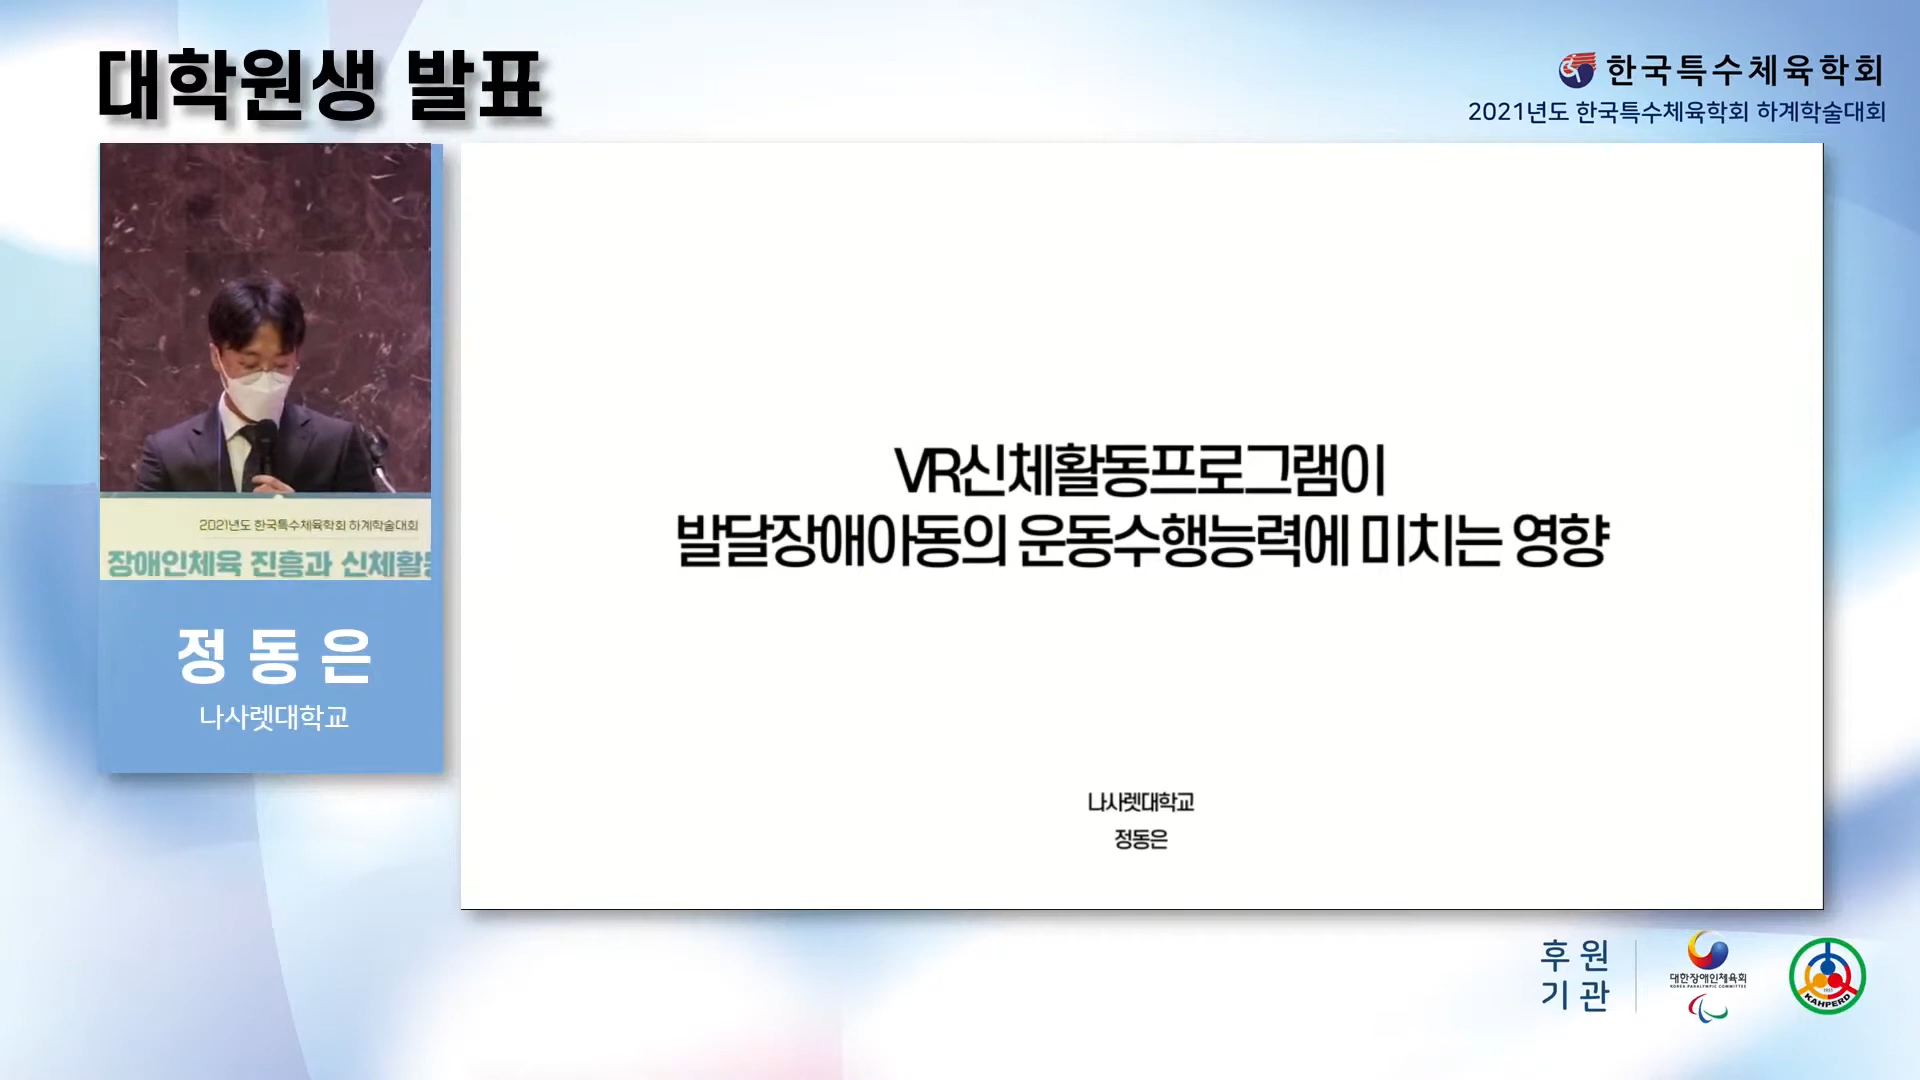 대학원생 발표
한국특수체육학회
2021년도 한국특수체육학회 하계학술대회
2021년도 한국특수체육학회 하계학술대회
장애인체육 진흥과 신체활동
정동은
나사렛대학교
VR신체활동프로그램이
발달장애아동의 운동수행능력에 미치는 영향
나사렛대학교
정동은
후원
기관
대한장애인체육회
KOREA PARALYMPIC COMMITTEE
1953
KAHPERD